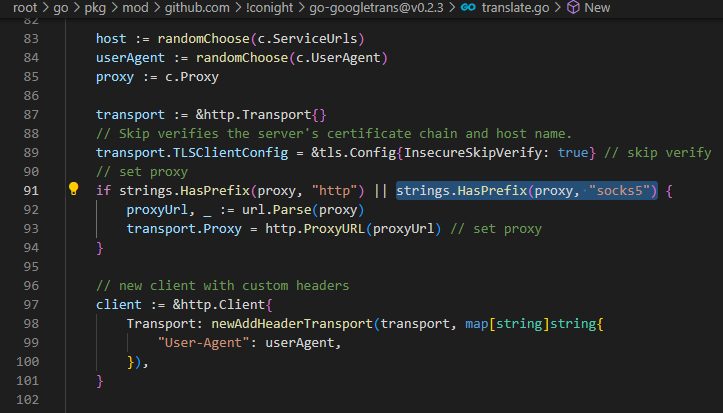 root > go > pkg > mod > github.com > !conight > go-googletrans@v0.2.3 > translate.go > New
82
83 host := randomChoose(c.ServiceUrls)
84 userAgent := randomChoose(c.UserAgent)
85 proxy := c.Proxy
86
87 transport := &http.Transport{}
88 // Skip verifies the server's certificate chain and host name.
89 transport.TLSClientConfig = &tls.Config{InsecureSkipVerify: true} // skip verify
90 // set proxy
91 if strings.HasPrefix(proxy, "http") || strings.HasPrefix(proxy, "socks5") {
92 proxyUrl, _ := url.Parse(proxy)
93 transport.Proxy = http.ProxyURL(proxyUrl) // set proxy
94 }
95
96 // new client with custom headers
97 client := &http.Client{
98 Transport: newAddHeaderTransport(transport, map[string]string{
99 "User-Agent": userAgent,
100 }),
101 }
102